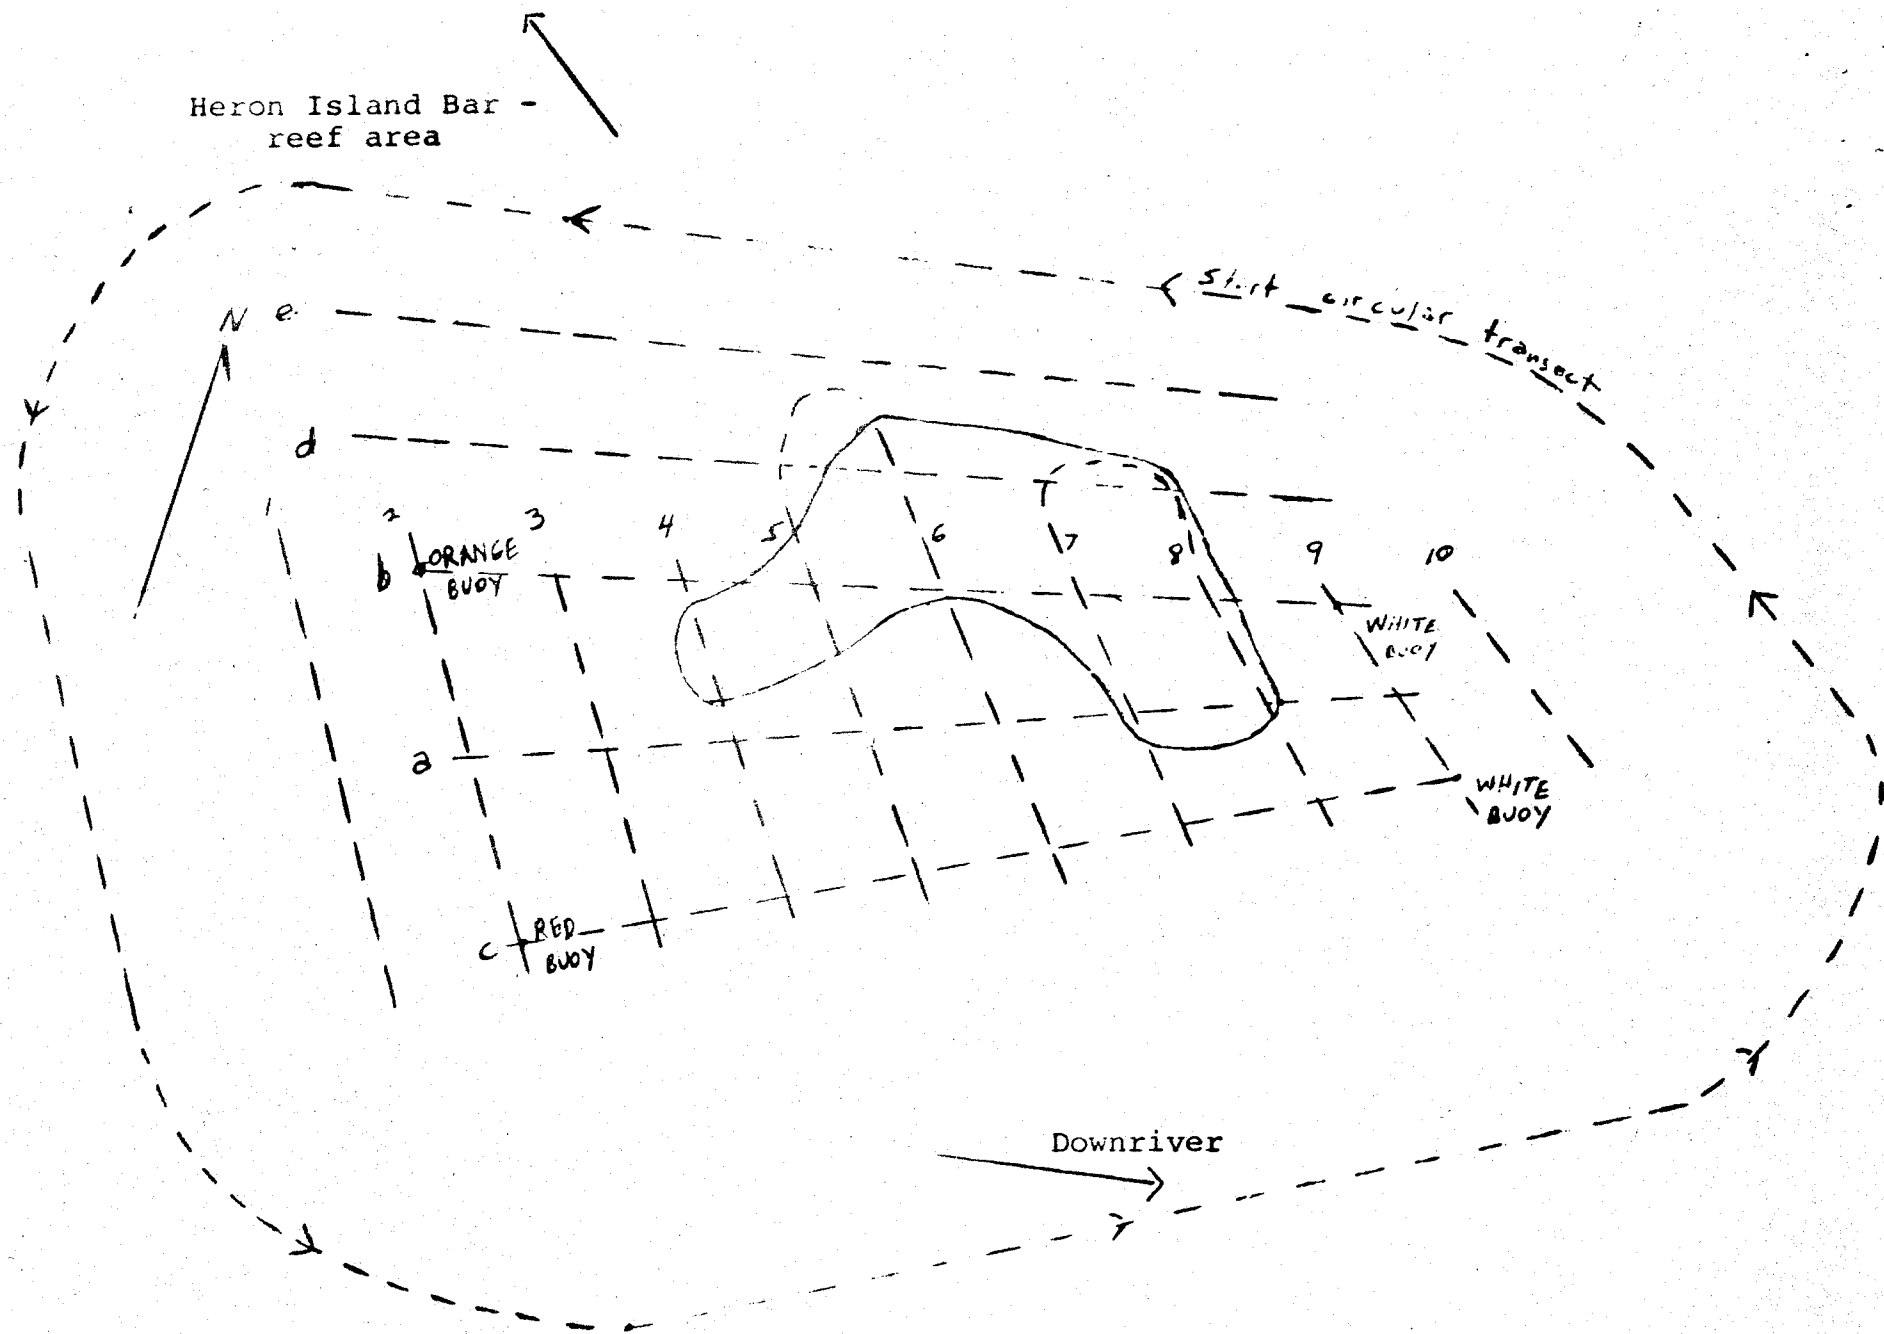 Heron Island Bar -
reef area
Start circular transect
N e
d
1
2
3
4
5
6
7
8
9
10
b ORANGE
BUOY
WHITE
BUOY
a
WHITE
BUOY
c RED
BUOY
Downriver